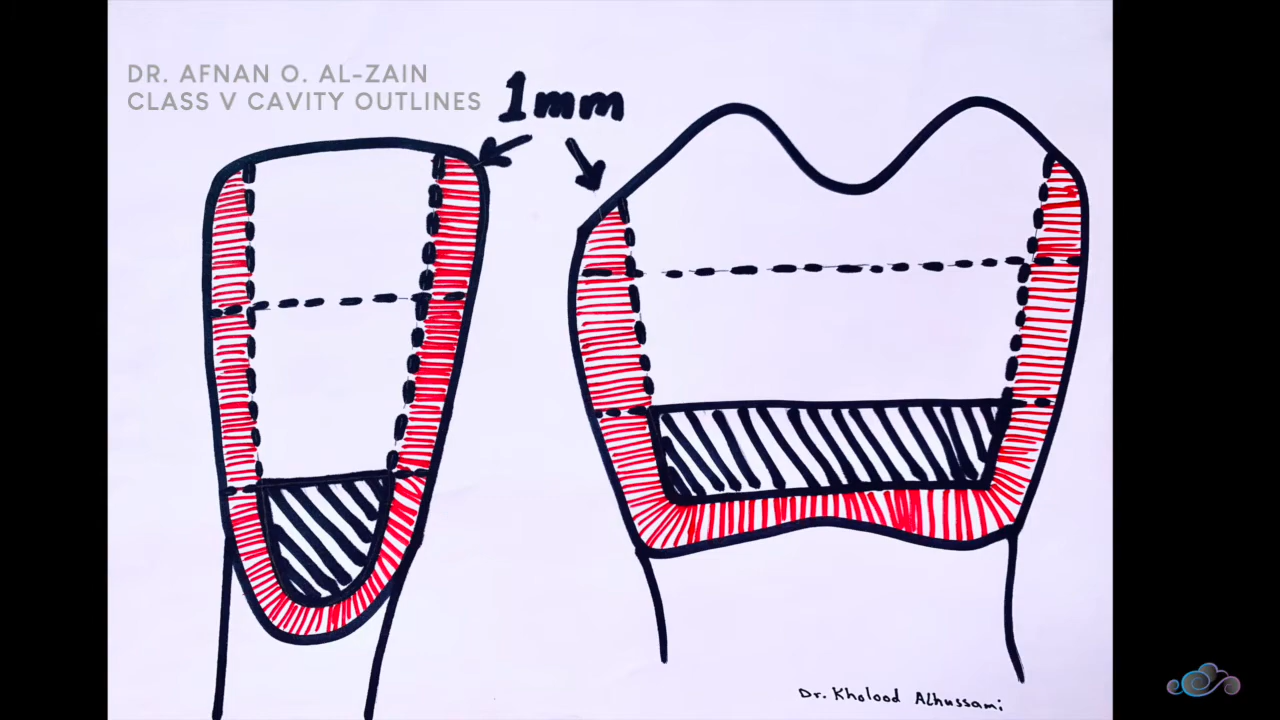 DR. AFNAN O. AL-ZAIN
CLASS V CAVITY OUTLINES
1mm
Dr. Kholood Alhussami